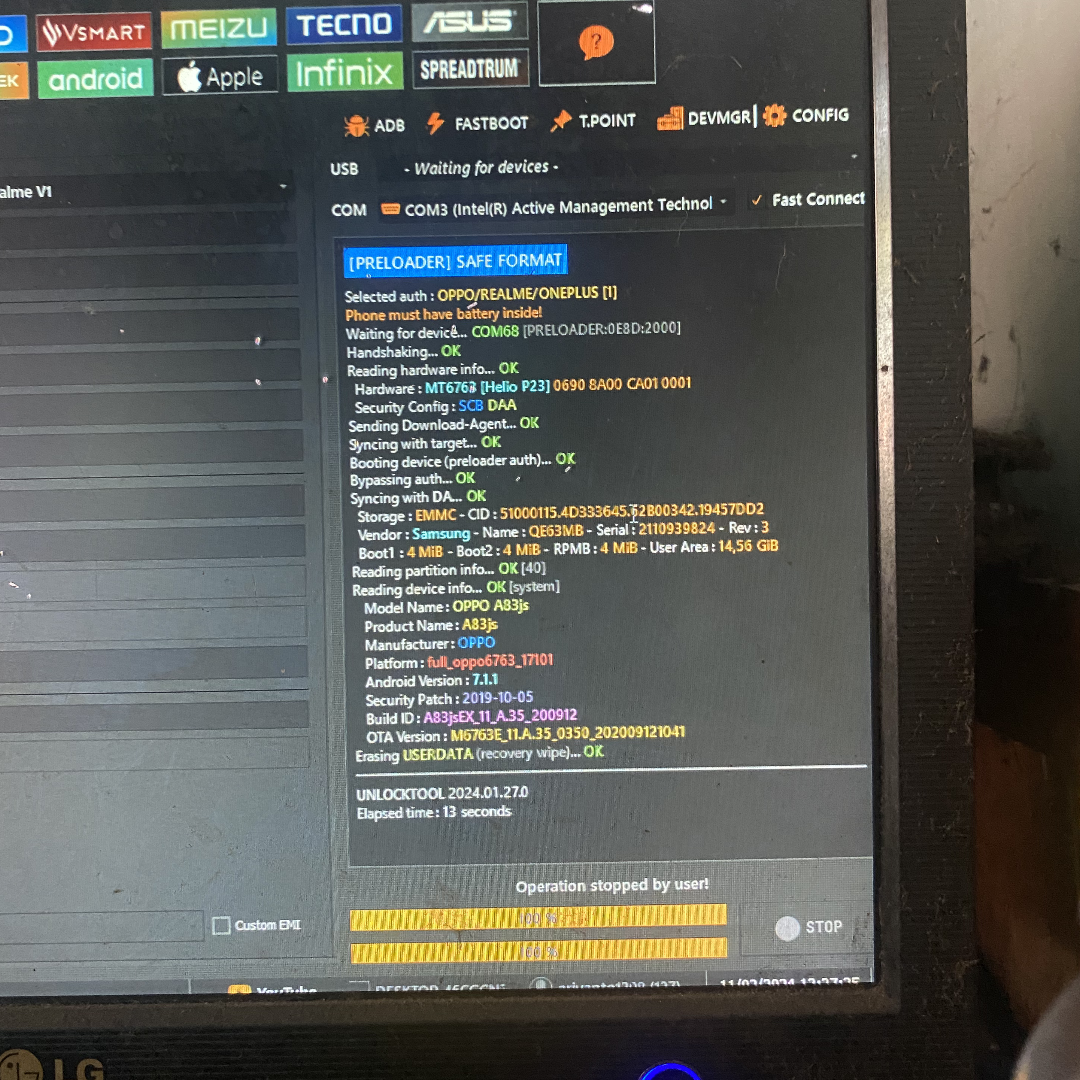 VSMART MEIZU TECNO ASUS
EK android Apple Infinix SPREADTRUM
?
ADB FASTBOOT T.POINT DEVMGR CONFIG
USB - Waiting for devices -
alme V1
COM COM3 (Intel(R) Active Management Technol ✓ Fast Connect
[PRELOADER] SAFE FORMAT
Selected auth : OPPO/REALME/ONEPLUS [1]
Phone must have battery inside!
Waiting for device... COM68 [PRELOADER:0E8D:2000]
Handshaking... OK
Reading hardware info... OK
Hardware : MT6763 [Helio P23] 0690 8A00 CA01 0001
Security Config : SCB DAA
Sending Download-Agent... OK
Syncing with target... OK
Booting device (preloader auth)... OK
Bypassing auth... OK
Syncing with DA... OK
Storage : EMMC - CID : 51000115.4D333645.52B00342.19457DD2
Vendor : Samsung - Name : QE63MB - Serial : 2110939824 - Rev : 3
Boot1 : 4 MiB - Boot2 : 4 MiB - RPMB : 4 MiB - User Area : 14,56 GiB
Reading partition info... OK [40]
Reading device info... OK [system]
Model Name : OPPO A83js
Product Name : A83js
Manufacturer : OPPO
Platform : full_oppo6763_17101
Android Version : 7.1.1
Security Patch : 2019-10-05
Build ID : A83jsEX_11_A.35_200912
OTA Version : M6763E_11.A.35_0350_202009121041
Erasing USERDATA (recovery wipe)... OK
UNLOCKTOOL 2024.01.27.0
Elapsed time : 13 seconds
Operation stopped by user!
100 %
Custom EMI
STOP
100 %
YouTube
LG